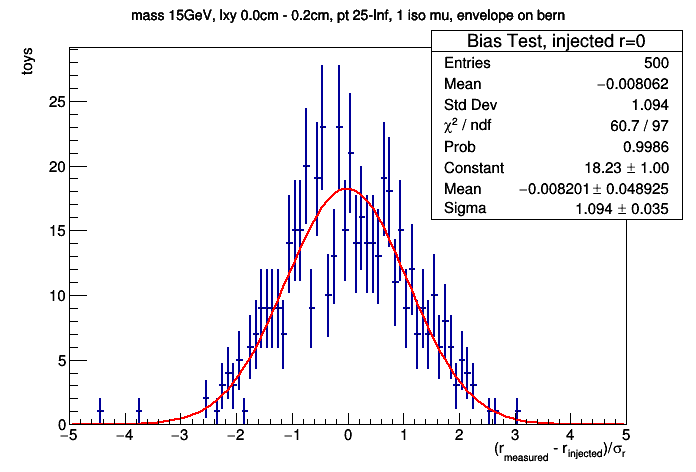 mass 15GeV, lxy 0.0cm - 0.2cm, pt 25-Inf, 1 iso mu, envelope on bern
toys
Bias Test, injected r=0
Entries 500
Mean −0.008062
Std Dev 1.094
χ² / ndf 60.7 / 97
Prob 0.9986
Constant 18.23 ± 1.00
Mean −0.008201 ± 0.048925
Sigma 1.094 ± 0.035
25
20
15
10
5
0
−5 −4 −3 −2 −1 0 1 2 3 4 5
(r_measured - r_injected)/σ_r